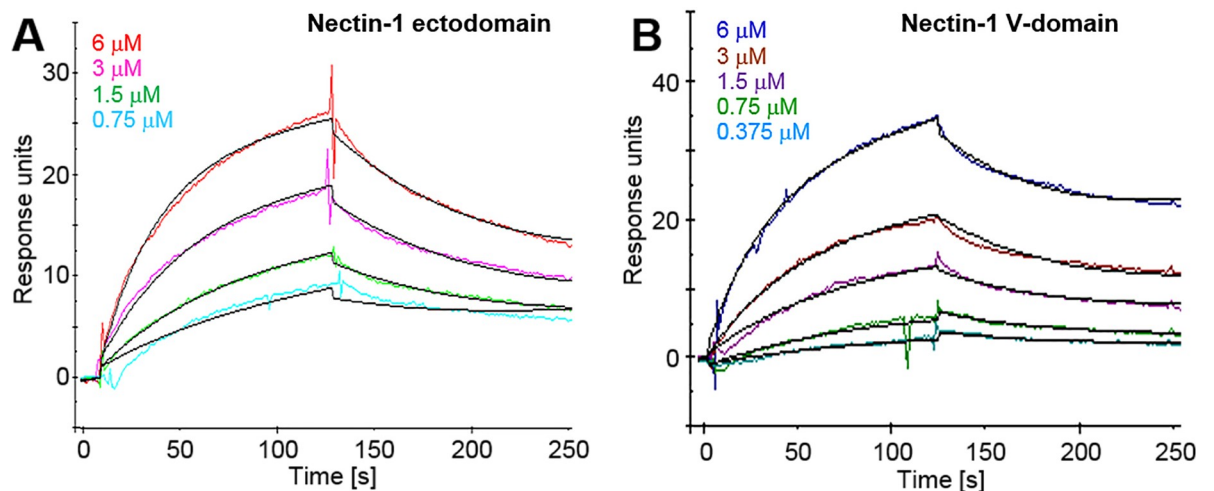 A
Nectin-1 ectodomain
6 μM
3 μM
1.5 μM
0.75 μM
Response units
30
20
10
0
0
50
100
150
200
250
Time [s]
B
Nectin-1 V-domain
6 μM
3 μM
1.5 μM
0.75 μM
0.375 μM
Response units
40
20
0
0
50
100
150
200
250
Time [s]